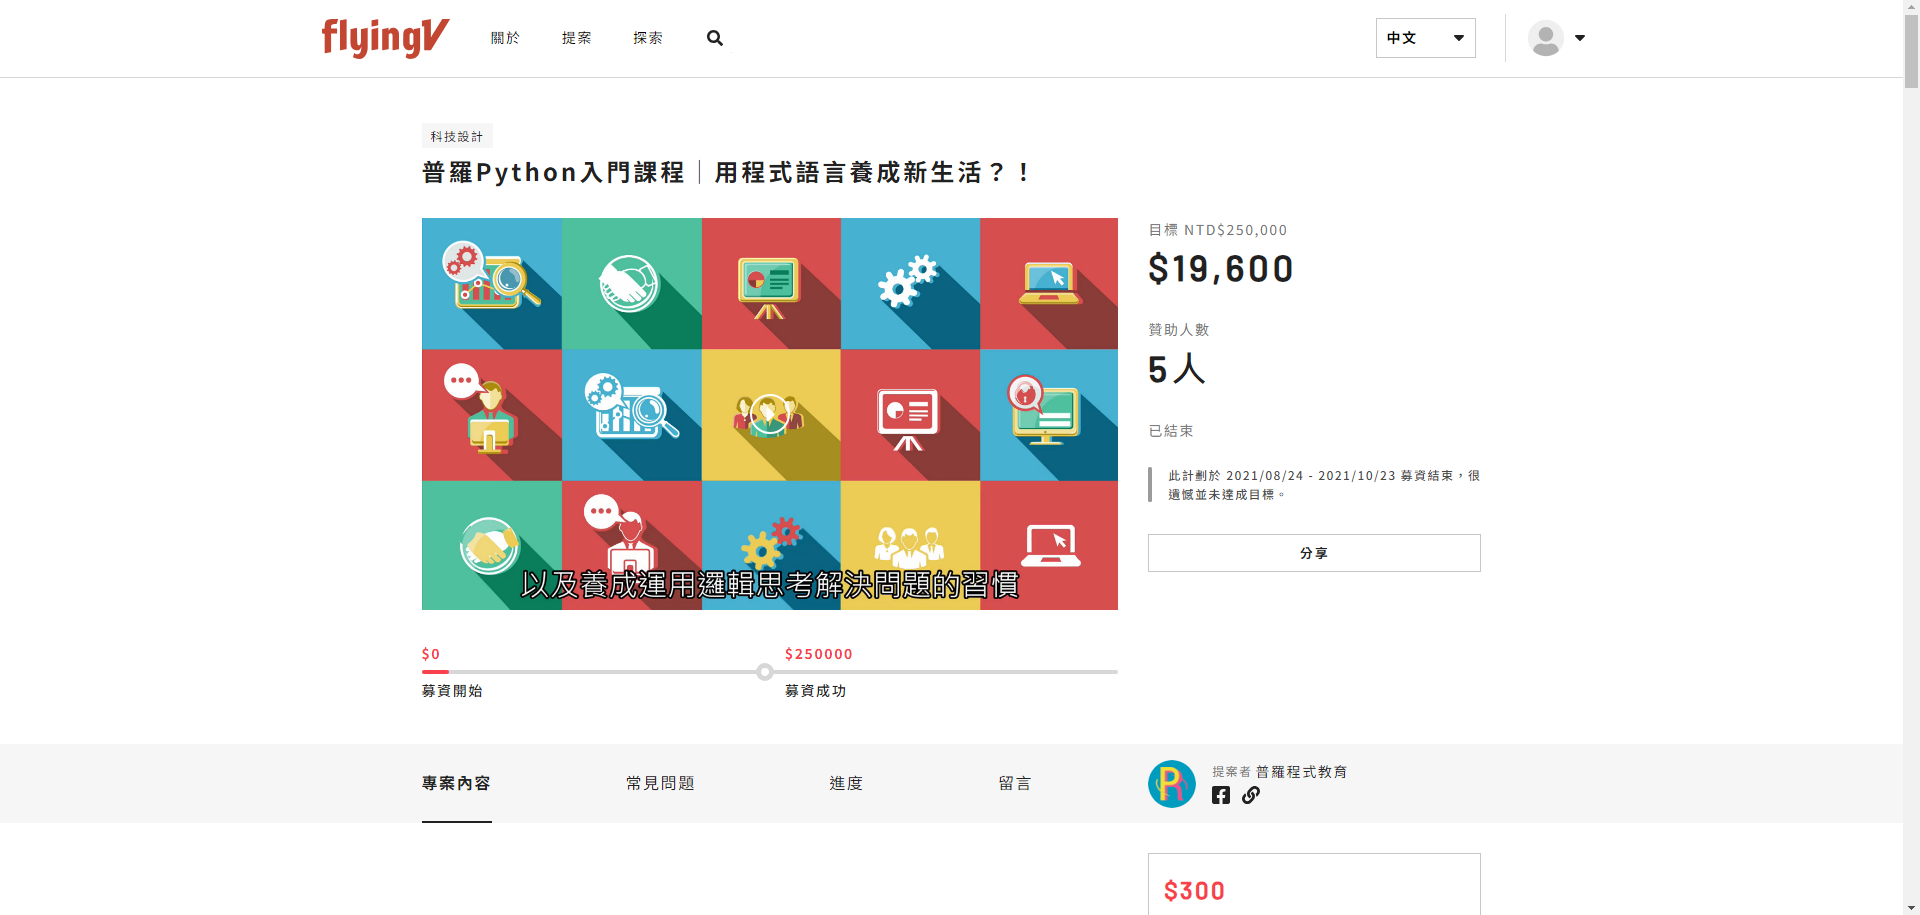 flyingV
關於
提案
探索
中文
科技設計
普羅Python入門課程｜用程式語言養成新生活？！
目標 NTD$250,000
$19,600
贊助人數
5人
已結束
此計劃於 2021/08/24 - 2021/10/23 募資結束，很
遺憾並未達成目標。
分享
以及養成運用邏輯思考解決問題的習慣
$0
$250000
募資開始
募資成功
專案內容
常見問題
進度
留言
提案者 普羅程式教育
$300